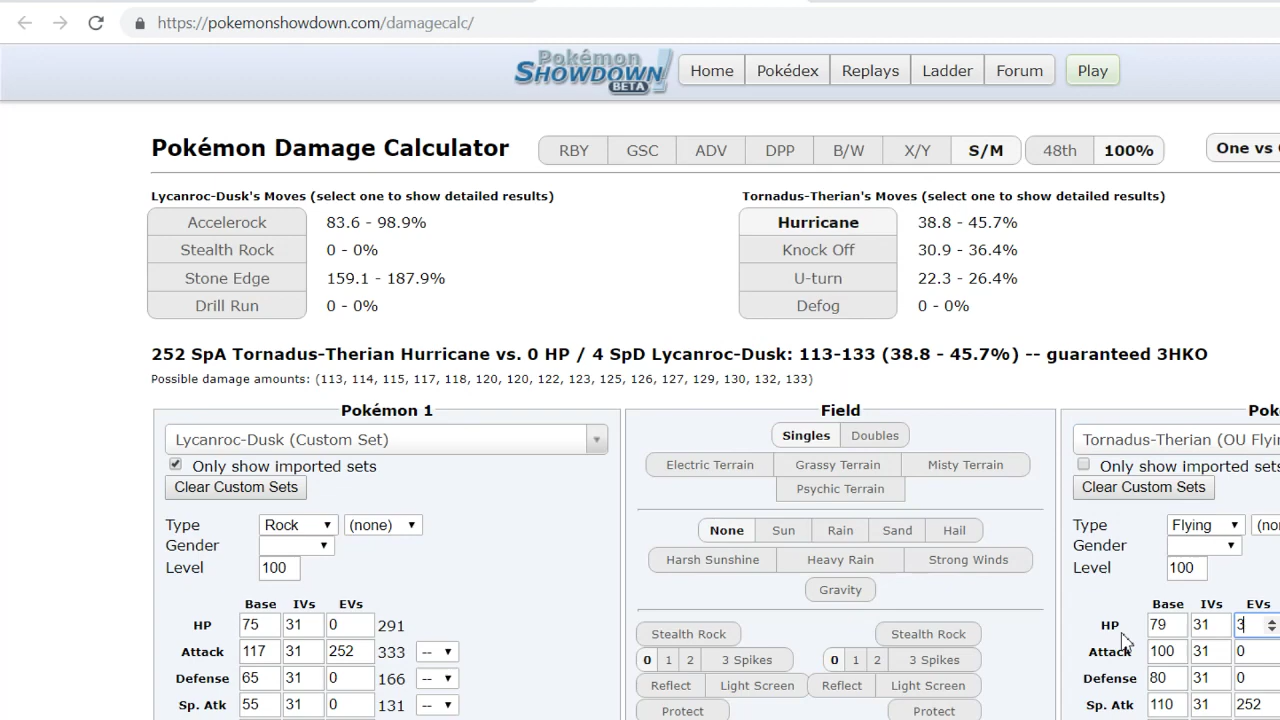 https://pokemonshowdown.com/damagecalc/
Pokémon SHOWDOWN! BETA
Home Pokédex Replays Ladder Forum Play
Pokémon Damage Calculator RBY GSC ADV DPP B/W X/Y S/M 48th 100% One vs
Lycanroc-Dusk's Moves (select one to show detailed results) Tornadus-Therian's Moves (select one to show detailed results)
Accelerock 83.6 - 98.9% Hurricane 38.8 - 45.7%
Stealth Rock 0 - 0% Knock Off 30.9 - 36.4%
Stone Edge 159.1 - 187.9% U-turn 22.3 - 26.4%
Drill Run 0 - 0% Defog 0 - 0%
252 SpA Tornadus-Therian Hurricane vs. 0 HP / 4 SpD Lycanroc-Dusk: 113-133 (38.8 - 45.7%) -- guaranteed 3HKO
Possible damage amounts: (113, 114, 115, 117, 118, 120, 120, 122, 123, 125, 126, 127, 129, 130, 132, 133)
Pokémon 1 Field Pok
Lycanroc-Dusk (Custom Set) Singles Doubles Tornadus-Therian (OU Flyin
Only show imported sets Electric Terrain Grassy Terrain Misty Terrain Only show imported sets
Clear Custom Sets Psychic Terrain Clear Custom Sets
Type Rock (none) None Sun Rain Sand Hail Type Flying (non
Gender Harsh Sunshine Heavy Rain Strong Winds Gender
Level 100 Gravity Level 100
Base IVs EVs Base IVs EVs
HP 75 31 0 291 Stealth Rock Stealth Rock HP 79 31 3
Attack 117 31 252 333 -- 0 1 2 3 Spikes 0 1 2 3 Spikes Attack 100 31 0
Defense 65 31 0 166 -- Reflect Light Screen Reflect Light Screen Defense 80 31 0
Sp. Atk 55 31 0 131 -- Protect Protect Sp. Atk 110 31 252